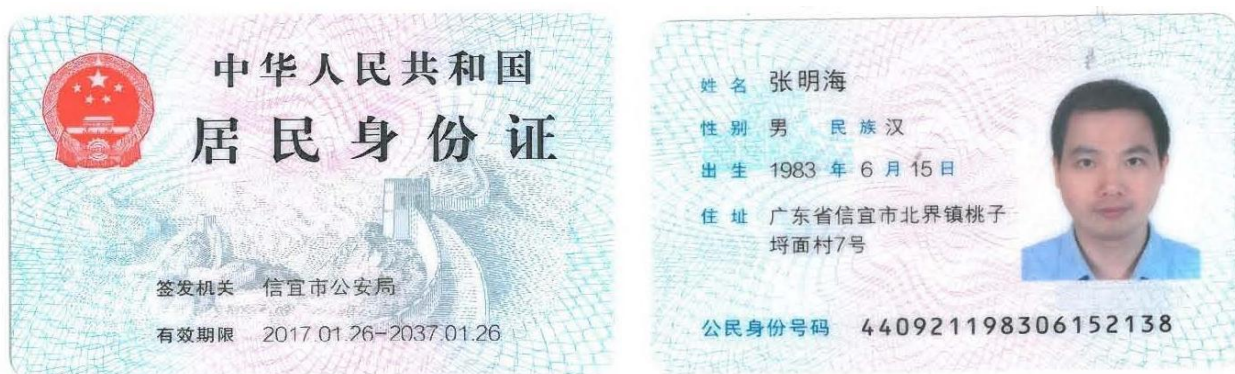 中华人民共和国
居民身份证
签发机关 信宜市公安局
有效期限 2017.01.26-2037.01.26
姓名 张明海
性别 男 民族 汉
出生 1983 年 6 月 15 日
住址 广东省信宜市北界镇桃子
埒面村7号
公民身份号码 440921198306152138